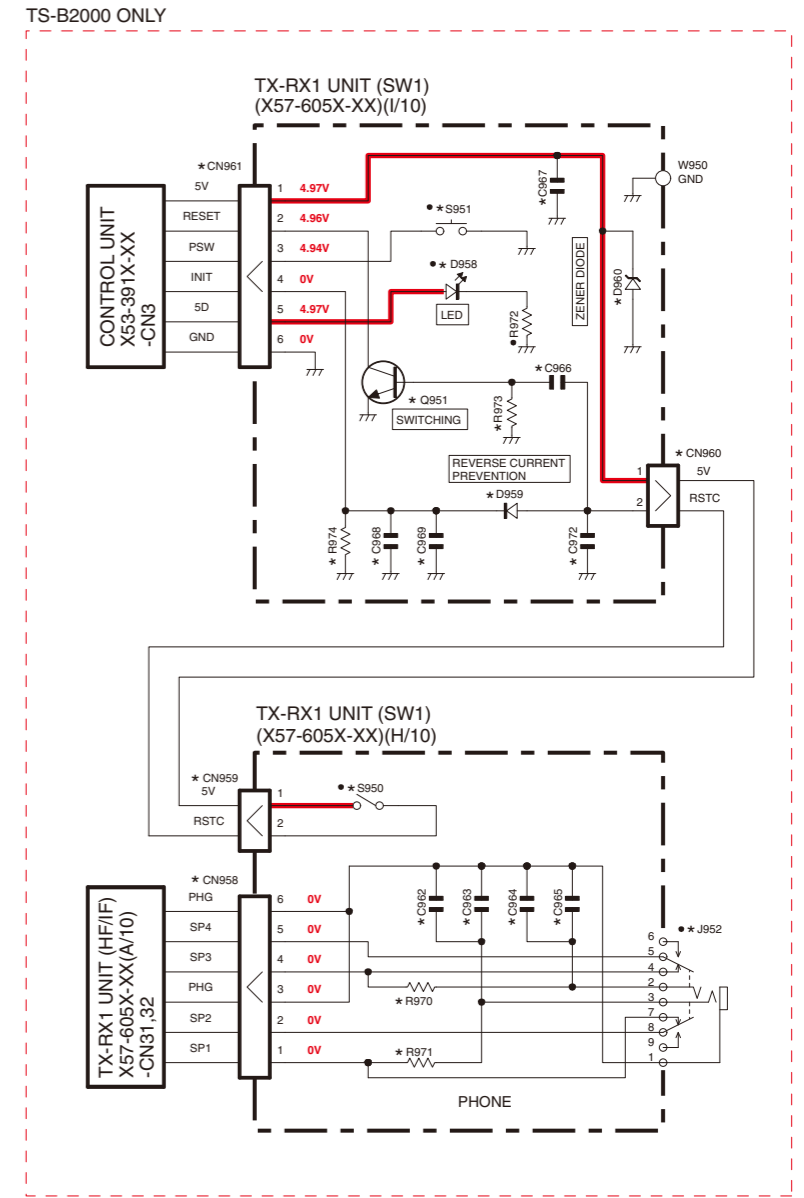 TS-B2000 ONLY
TX-RX1 UNIT (SW1)
(X57-605X-XX)(I/10)
CONTROL UNIT
X53-391X-XX
-CN3
* CN961
5V
RESET
PSW
INIT
5D
GND
1 4.97V
2 4.96V
3 4.94V
4 0V
5 4.97V
6 0V
• * S951
• * D958
LED
• R972
* C967
W950
GND
ZENER DIODE
* D960
* Q951
SWITCHING
* R973
* C966
REVERSE CURRENT
PREVENTION
* D959
* R974
* C968
* C969
* C972
* CN960
1 5V
2 RSTC
TX-RX1 UNIT (SW1)
(X57-605X-XX)(H/10)
* CN959
5V 1
RSTC 2
• * S950
TX-RX1 UNIT (HF/IF)
X57-605X-XX(A/10)
-CN31,32
* CN958
PHG 6 0V
SP4 5 0V
SP3 4 0V
PHG 3 0V
SP2 2 0V
SP1 1 0V
* C962
* C963
* C964
* C965
* R970
* R971
• * J952
6
5
4
2
3
7
8
9
1
PHONE